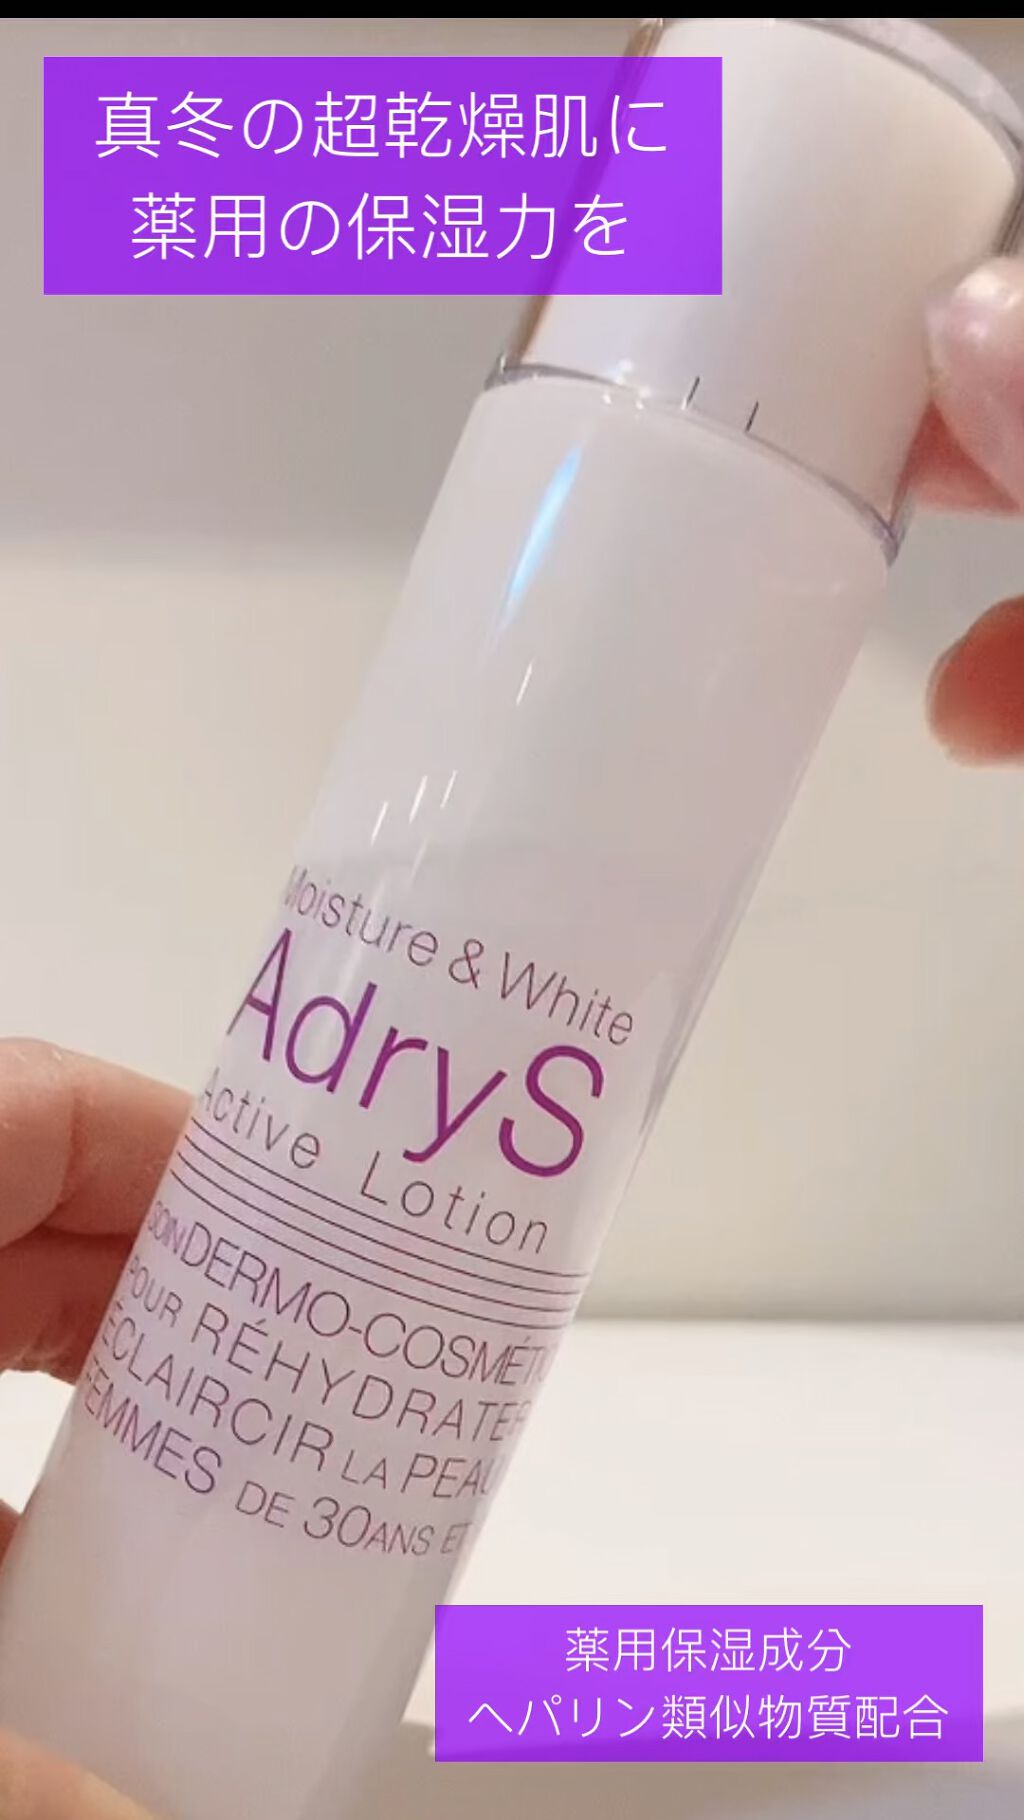 真冬の超乾燥肌に
薬用の保湿力を
Moisture & White
AdryS
Active Lotion
SOIN DERMO-COSMÉTI
POUR RÉHYDRATER
ÉCLAIRCIR LA PEAU
FEMMES DE 30 ANS ET
薬用保湿成分
ヘパリン類似物質配合